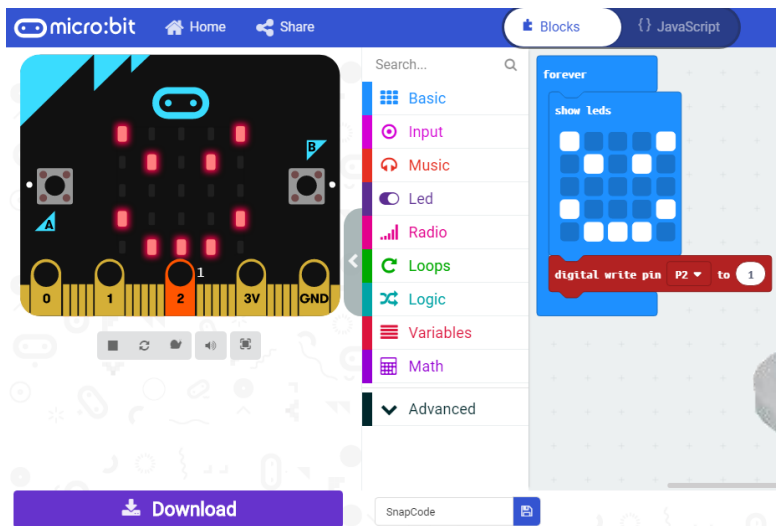 micro:bit Home Share Blocks {} JavaScript
Search...
forever
Basic
show leds
Input
B
Music
Led
A
Radio
1
Loops
digital write pin P2 to 1
0 1 2 3V GND
Logic
Variables
Math
Advanced
Download
SnapCode